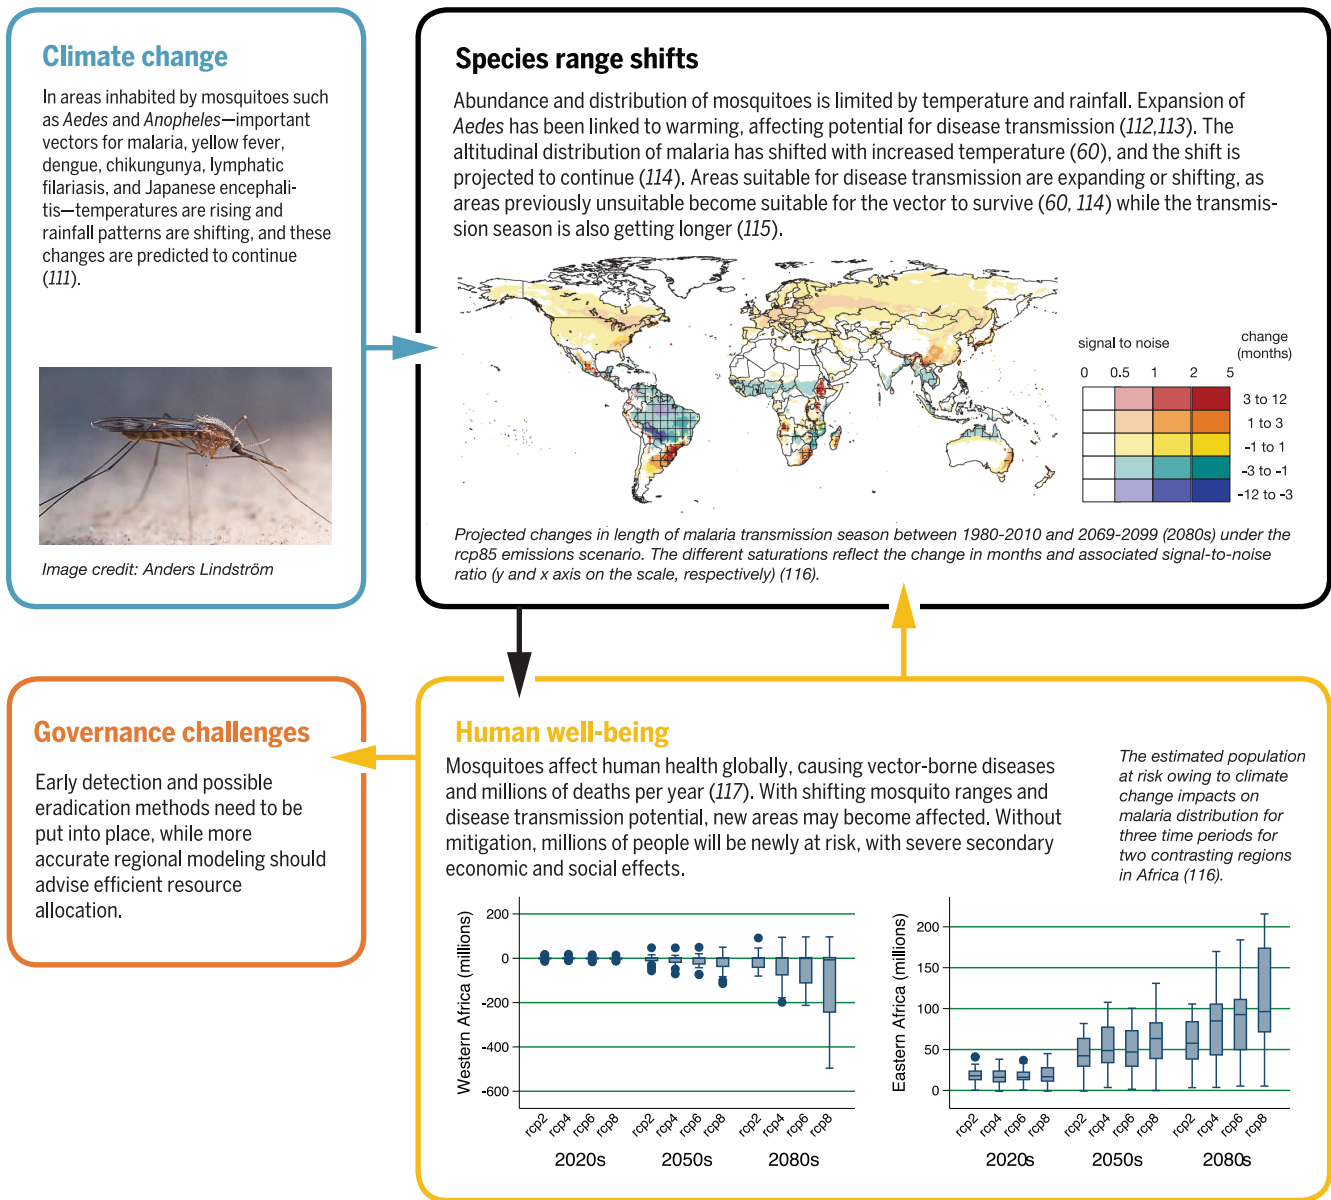 Climate change
In areas inhabited by mosquitoes such
as Aedes and Anopheles—important
vectors for malaria, yellow fever,
dengue, chikungunya, lymphatic
filariasis, and Japanese encephali-
tis—temperatures are rising and
rainfall patterns are shifting, and these
changes are predicted to continue
(111).
Image credit: Anders Lindström
Species range shifts
Abundance and distribution of mosquitoes is limited by temperature and rainfall. Expansion of
Aedes has been linked to warming, affecting potential for disease transmission (112,113). The
altitudinal distribution of malaria has shifted with increased temperature (60), and the shift is
projected to continue (114). Areas suitable for disease transmission are expanding or shifting, as
areas previously unsuitable become suitable for the vector to survive (60, 114) while the transmis-
sion season is also getting longer (115).
signal to noise
change
(months)
0 0.5 1 2 5
3 to 12
1 to 3
-1 to 1
-3 to -1
-12 to -3
Projected changes in length of malaria transmission season between 1980-2010 and 2069-2099 (2080s) under the
rcp85 emissions scenario. The different saturations reflect the change in months and associated signal-to-noise
ratio (y and x axis on the scale, respectively) (116).
Governance challenges
Early detection and possible
eradication methods need to be
put into place, while more
accurate regional modeling should
advise efficient resource
allocation.
Human well-being
Mosquitoes affect human health globally, causing vector-borne diseases
and millions of deaths per year (117). With shifting mosquito ranges and
disease transmission potential, new areas may become affected. Without
mitigation, millions of people will be newly at risk, with severe secondary
economic and social effects.
The estimated population
at risk owing to climate
change impacts on
malaria distribution for
three time periods for
two contrasting regions
in Africa (116).
Western Africa (millions)
200
0
-200
-400
-600
rcp2 rcp4 rcp6 rcp8 rcp2 rcp4 rcp6 rcp8 rcp2 rcp4 rcp6 rcp8
2020s 2050s 2080s
Eastern Africa (millions)
200
150
100
50
0
rcp2 rcp4 rcp6 rcp8 rcp2 rcp4 rcp6 rcp8 rcp2 rcp4 rcp6 rcp8
2020s 2050s 2080s